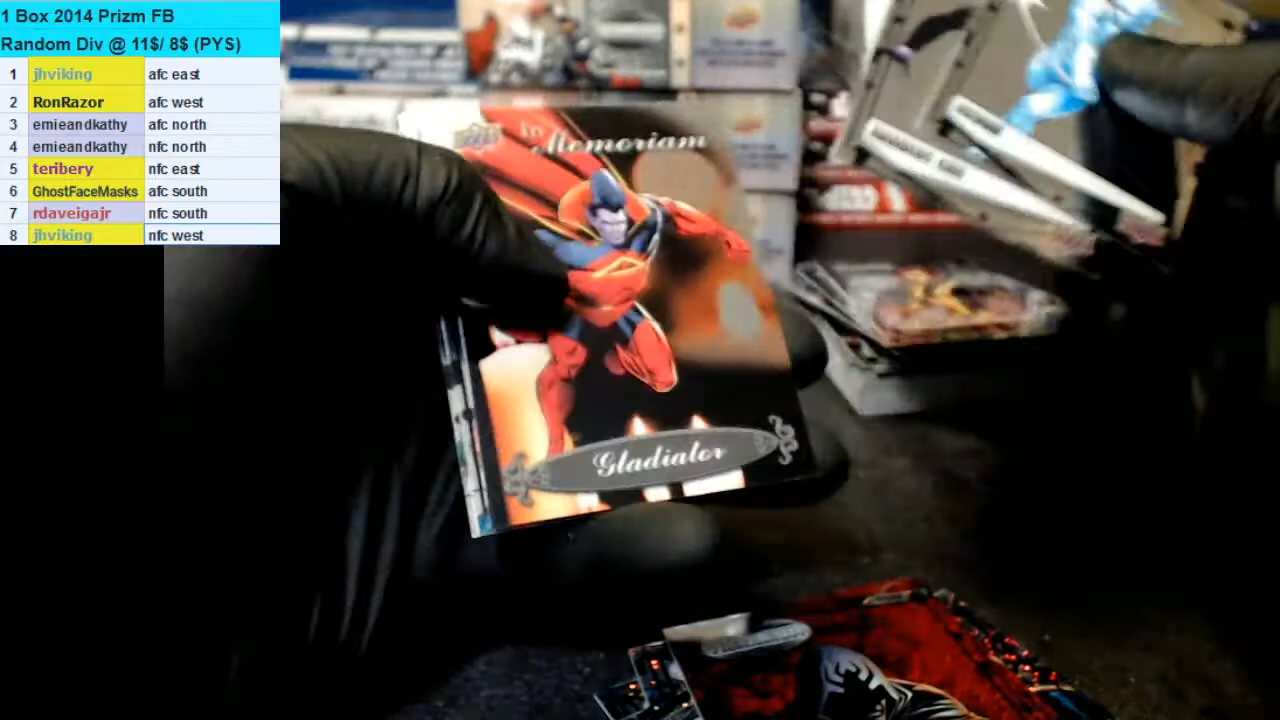 1 Box 2014 Prizm FB
Random Div @ 11$/ 8$ (PYS)
1 jhviking afc east
2 RonRazor afc west
3 emieandkathy afc north
4 emieandkathy nfc north
5 teribery nfc east
6 GhostFaceMasks afc south
7 rdaveigajr nfc south
8 jhviking nfc west
In Memoriam
Gladiator